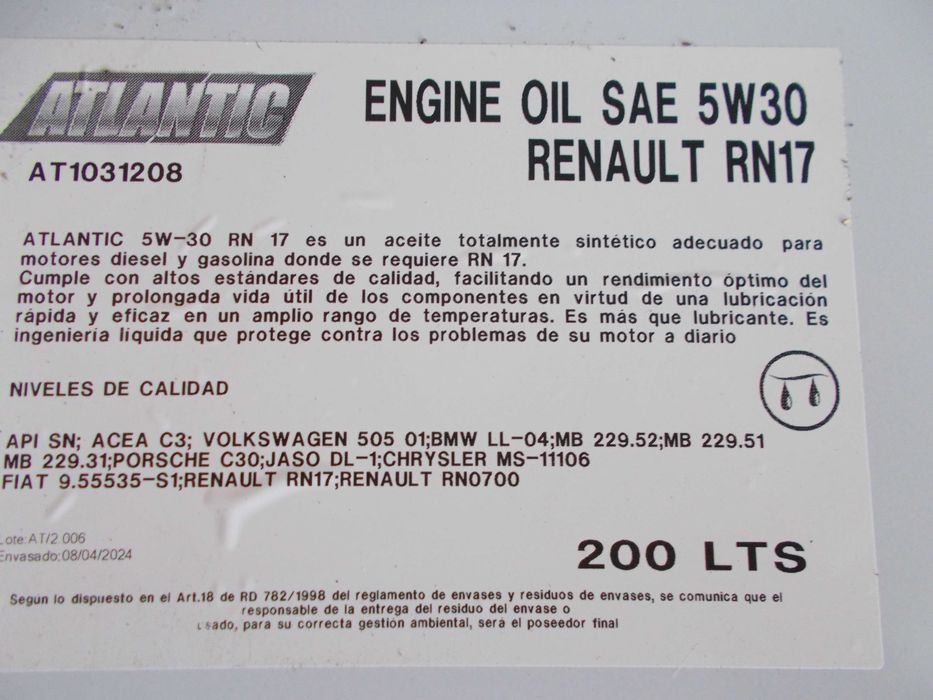 ATLANTIC
ENGINE OIL SAE 5W30
RENAULT RN17
AT1031208
ATLANTIC 5W-30 RN 17 es un aceite totalmente sintético adecuado para
motores diesel y gasolina donde se requiere RN 17.
Cumple con altos estándares de calidad, facilitando un rendimiento óptimo del
motor y prolongada vida útil de los componentes en virtud de una lubricación
rápida y eficaz en un amplio rango de temperaturas. Es más que lubricante. Es
ingeniería líquida que protege contra los problemas de su motor a diario
NIVELES DE CALIDAD
API SN; ACEA C3; VOLKSWAGEN 505 01;BMW LL-04;MB 229.52;MB 229.51
MB 229.31;PORSCHE C30;JASO DL-1;CHRYSLER MS-11106
FIAT 9.55535-S1;RENAULT RN17;RENAULT RN0700
Lote:AT/2.006
Envasado:08/04/2024
200 LTS
Segun lo dispuesto en el Art.18 de RD 782/1998 del reglamento de envases y residuos de envases, se comunica que el
responsable de la entrega del residuo del envase o
, para su correcta gestión ambiental, será el poseedor final